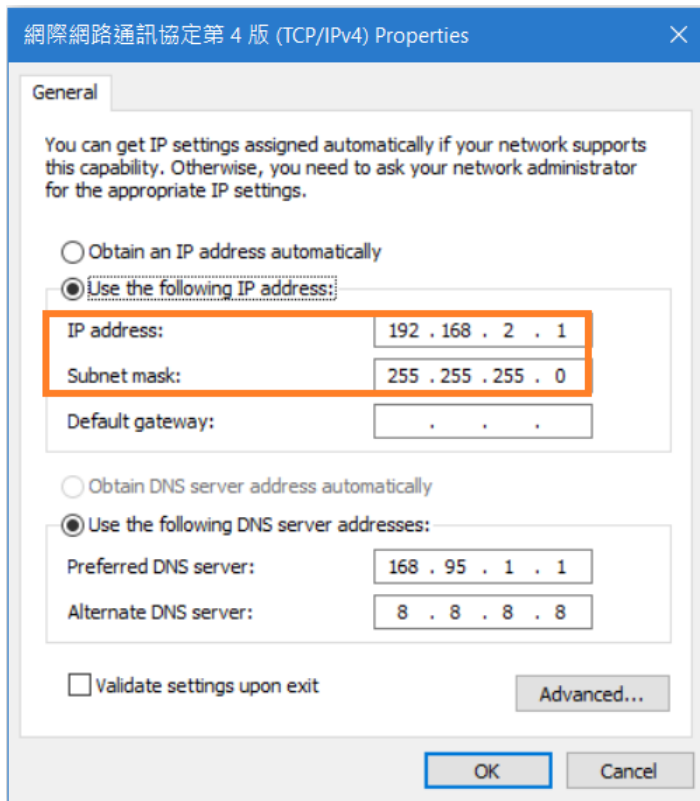 網際網路通訊協定第 4 版 (TCP/IPv4) Properties
General
You can get IP settings assigned automatically if your network supports
this capability. Otherwise, you need to ask your network administrator
for the appropriate IP settings.
Obtain an IP address automatically
Use the following IP address:
IP address: 192 . 168 . 2 . 1
Subnet mask: 255 . 255 . 255 . 0
Default gateway: . . .
Obtain DNS server address automatically
Use the following DNS server addresses:
Preferred DNS server: 168 . 95 . 1 . 1
Alternate DNS server: 8 . 8 . 8 . 8
Validate settings upon exit
Advanced...
OK Cancel